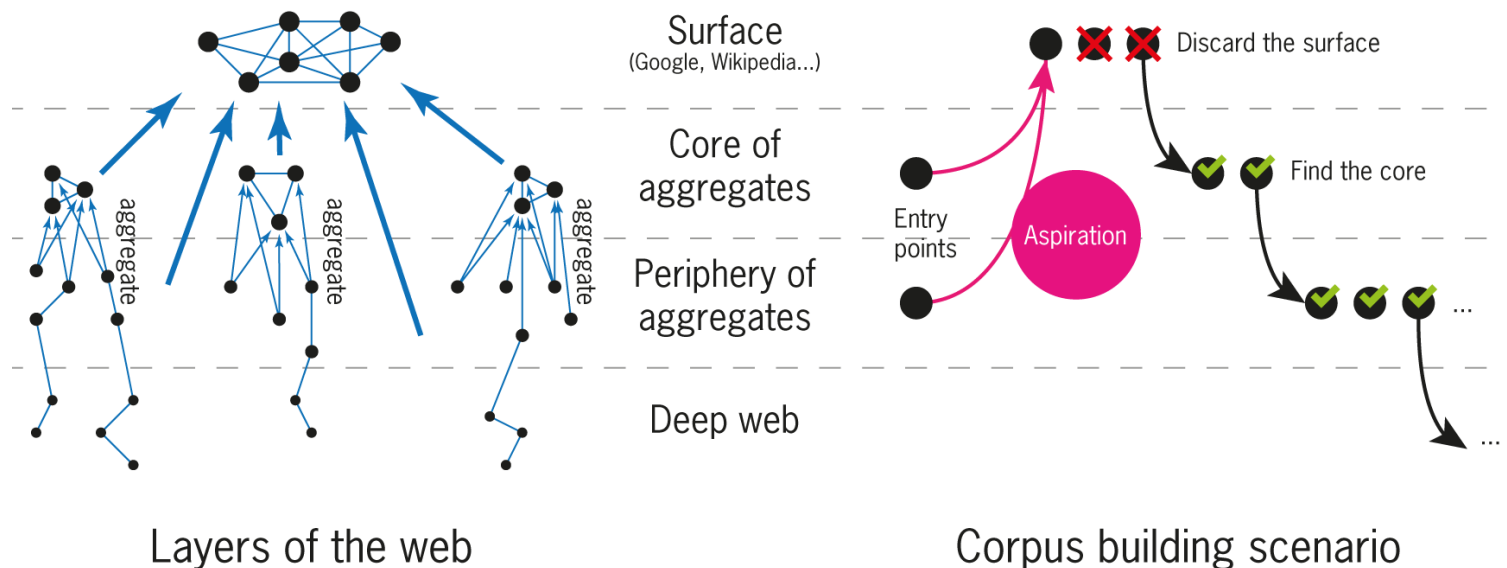 Surface
(Google, Wikipedia...)
Discard the surface
Core of
aggregates
Find the core
aggregate
aggregate
aggregate
Entry
points
Aspiration
Periphery of
aggregates
...
Deep web
...
Layers of the web
Corpus building scenario